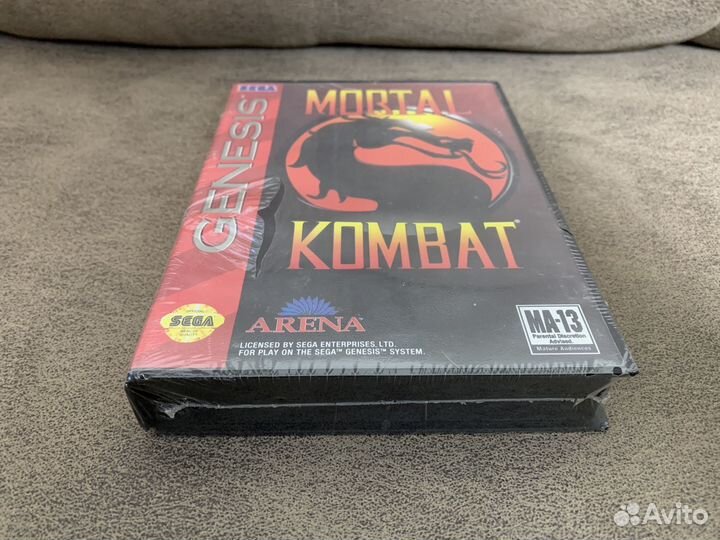 SEGA
GENESIS
MORTAL
KOMBAT
SEGA
ARENA
LICENSED BY SEGA ENTERPRISES, LTD.
FOR PLAY ON THE SEGA™ GENESIS™ SYSTEM.
MA-13
Parental Discretion
Advised.
Mature Audiences
Avito